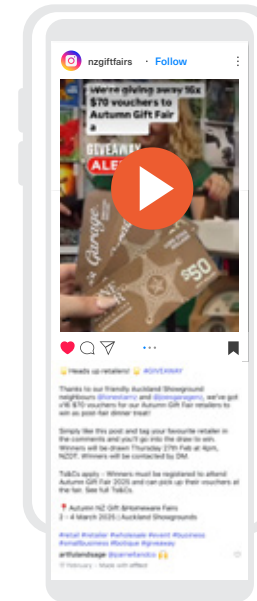 nzgiftfairs · Follow
We're giving away 16x
$70 vouchers to
Autumn Gift Fair
a
GIVEAWAY
ALE
Garage.
$50
Heads up retailers! #GIVEAWAY
Thanks to our friendly Auckland Showground
neighbours and we've got
x16 $70 vouchers for our Autumn Gift Fair retailers to
win as post-fair dinner treat!
Simply like this post and tag your favourite retailer in
the comments and you'll go into the draw to win.
Winners will be drawn Thursday 27th Feb at 4pm,
NZDT. Winners will be contacted by DM.
Ts&Cs apply - Winners must be registered to attend
Autumn Gift Fair 2025 and can pick up their vouchers at
the fair. See full Ts&Cs.
Autumn Gift &Homeware Fairs
2 - 4 March 2025 | Auckland Showgrounds
#retail #retailer #wholesale #event #business
#smallbusiness #boutique #giveaway
artfulandsage
17 February